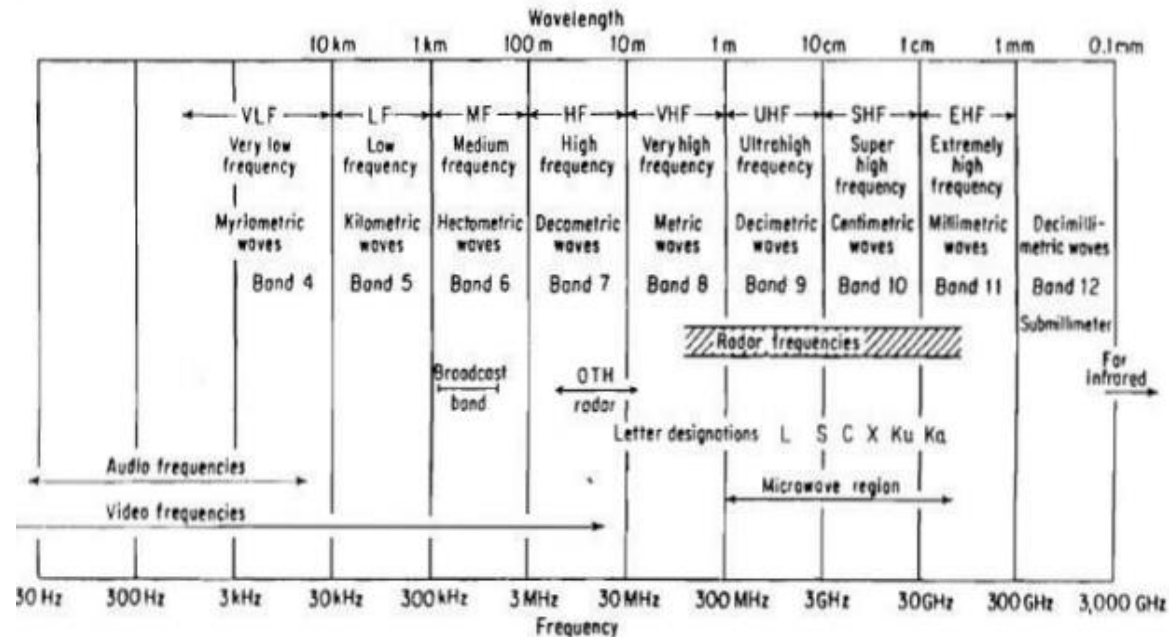 Wavelength
10 km 1 km 100 m 10 m 1 m 10 cm 1 cm 1 mm 0.1 mm
VLF LF MF HF VHF UHF SHF EHF
Very low frequency Low frequency Medium frequency High frequency Very high frequency Ultrahigh frequency Super high frequency Extremely high frequency
Myriametric waves Kilometric waves Hectometric waves Decametric waves Metric waves Decimetric waves Centimetric waves Millimetric waves Decimilli-metric waves
Band 4 Band 5 Band 6 Band 7 Band 8 Band 9 Band 10 Band 11 Band 12
Submillimeter
Radar frequencies
Far infrared
Broadcast band
OTH radar
Letter designations L S C X Ku Ka
Audio frequencies
Microwave region
Video frequencies
30 Hz 300 Hz 3 kHz 30 kHz 300 kHz 3 MHz 30 MHz 300 MHz 3 GHz 30 GHz 300 GHz 3,000 GHz
Frequency